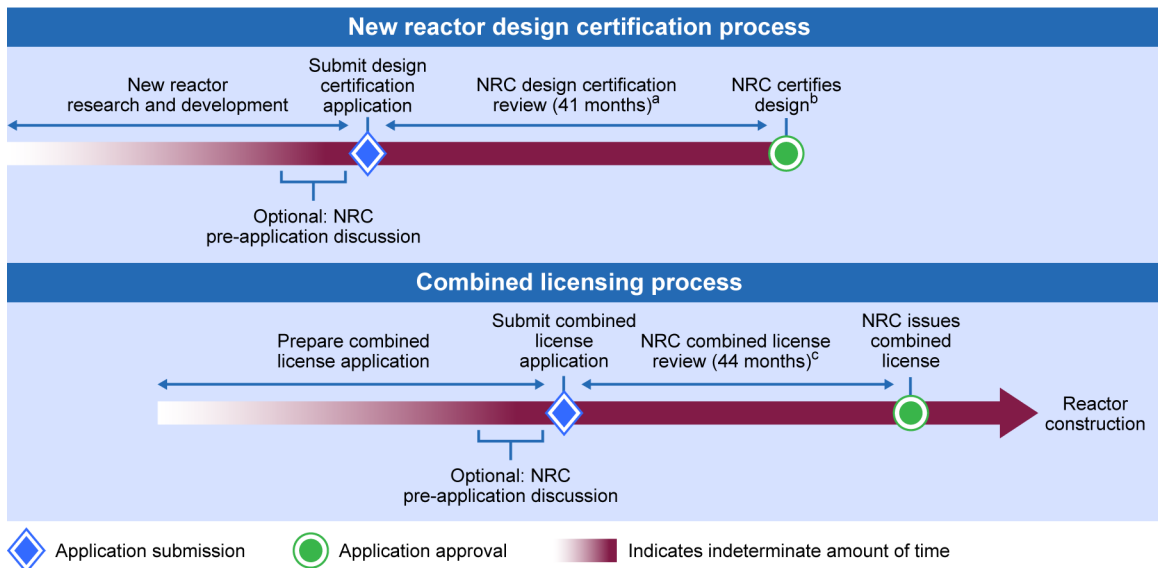 New reactor design certification process
New reactor
research and development
Submit design
certification
application
NRC design certification
review (41 months)a
NRC certifies
designb
Optional: NRC
pre-application discussion
Combined licensing process
Prepare combined
license application
Submit combined
license
application
NRC combined license
review (44 months)c
NRC issues
combined
license
Reactor
construction
Optional: NRC
pre-application discussion
Application submission
Application approval
Indicates indeterminate amount of time